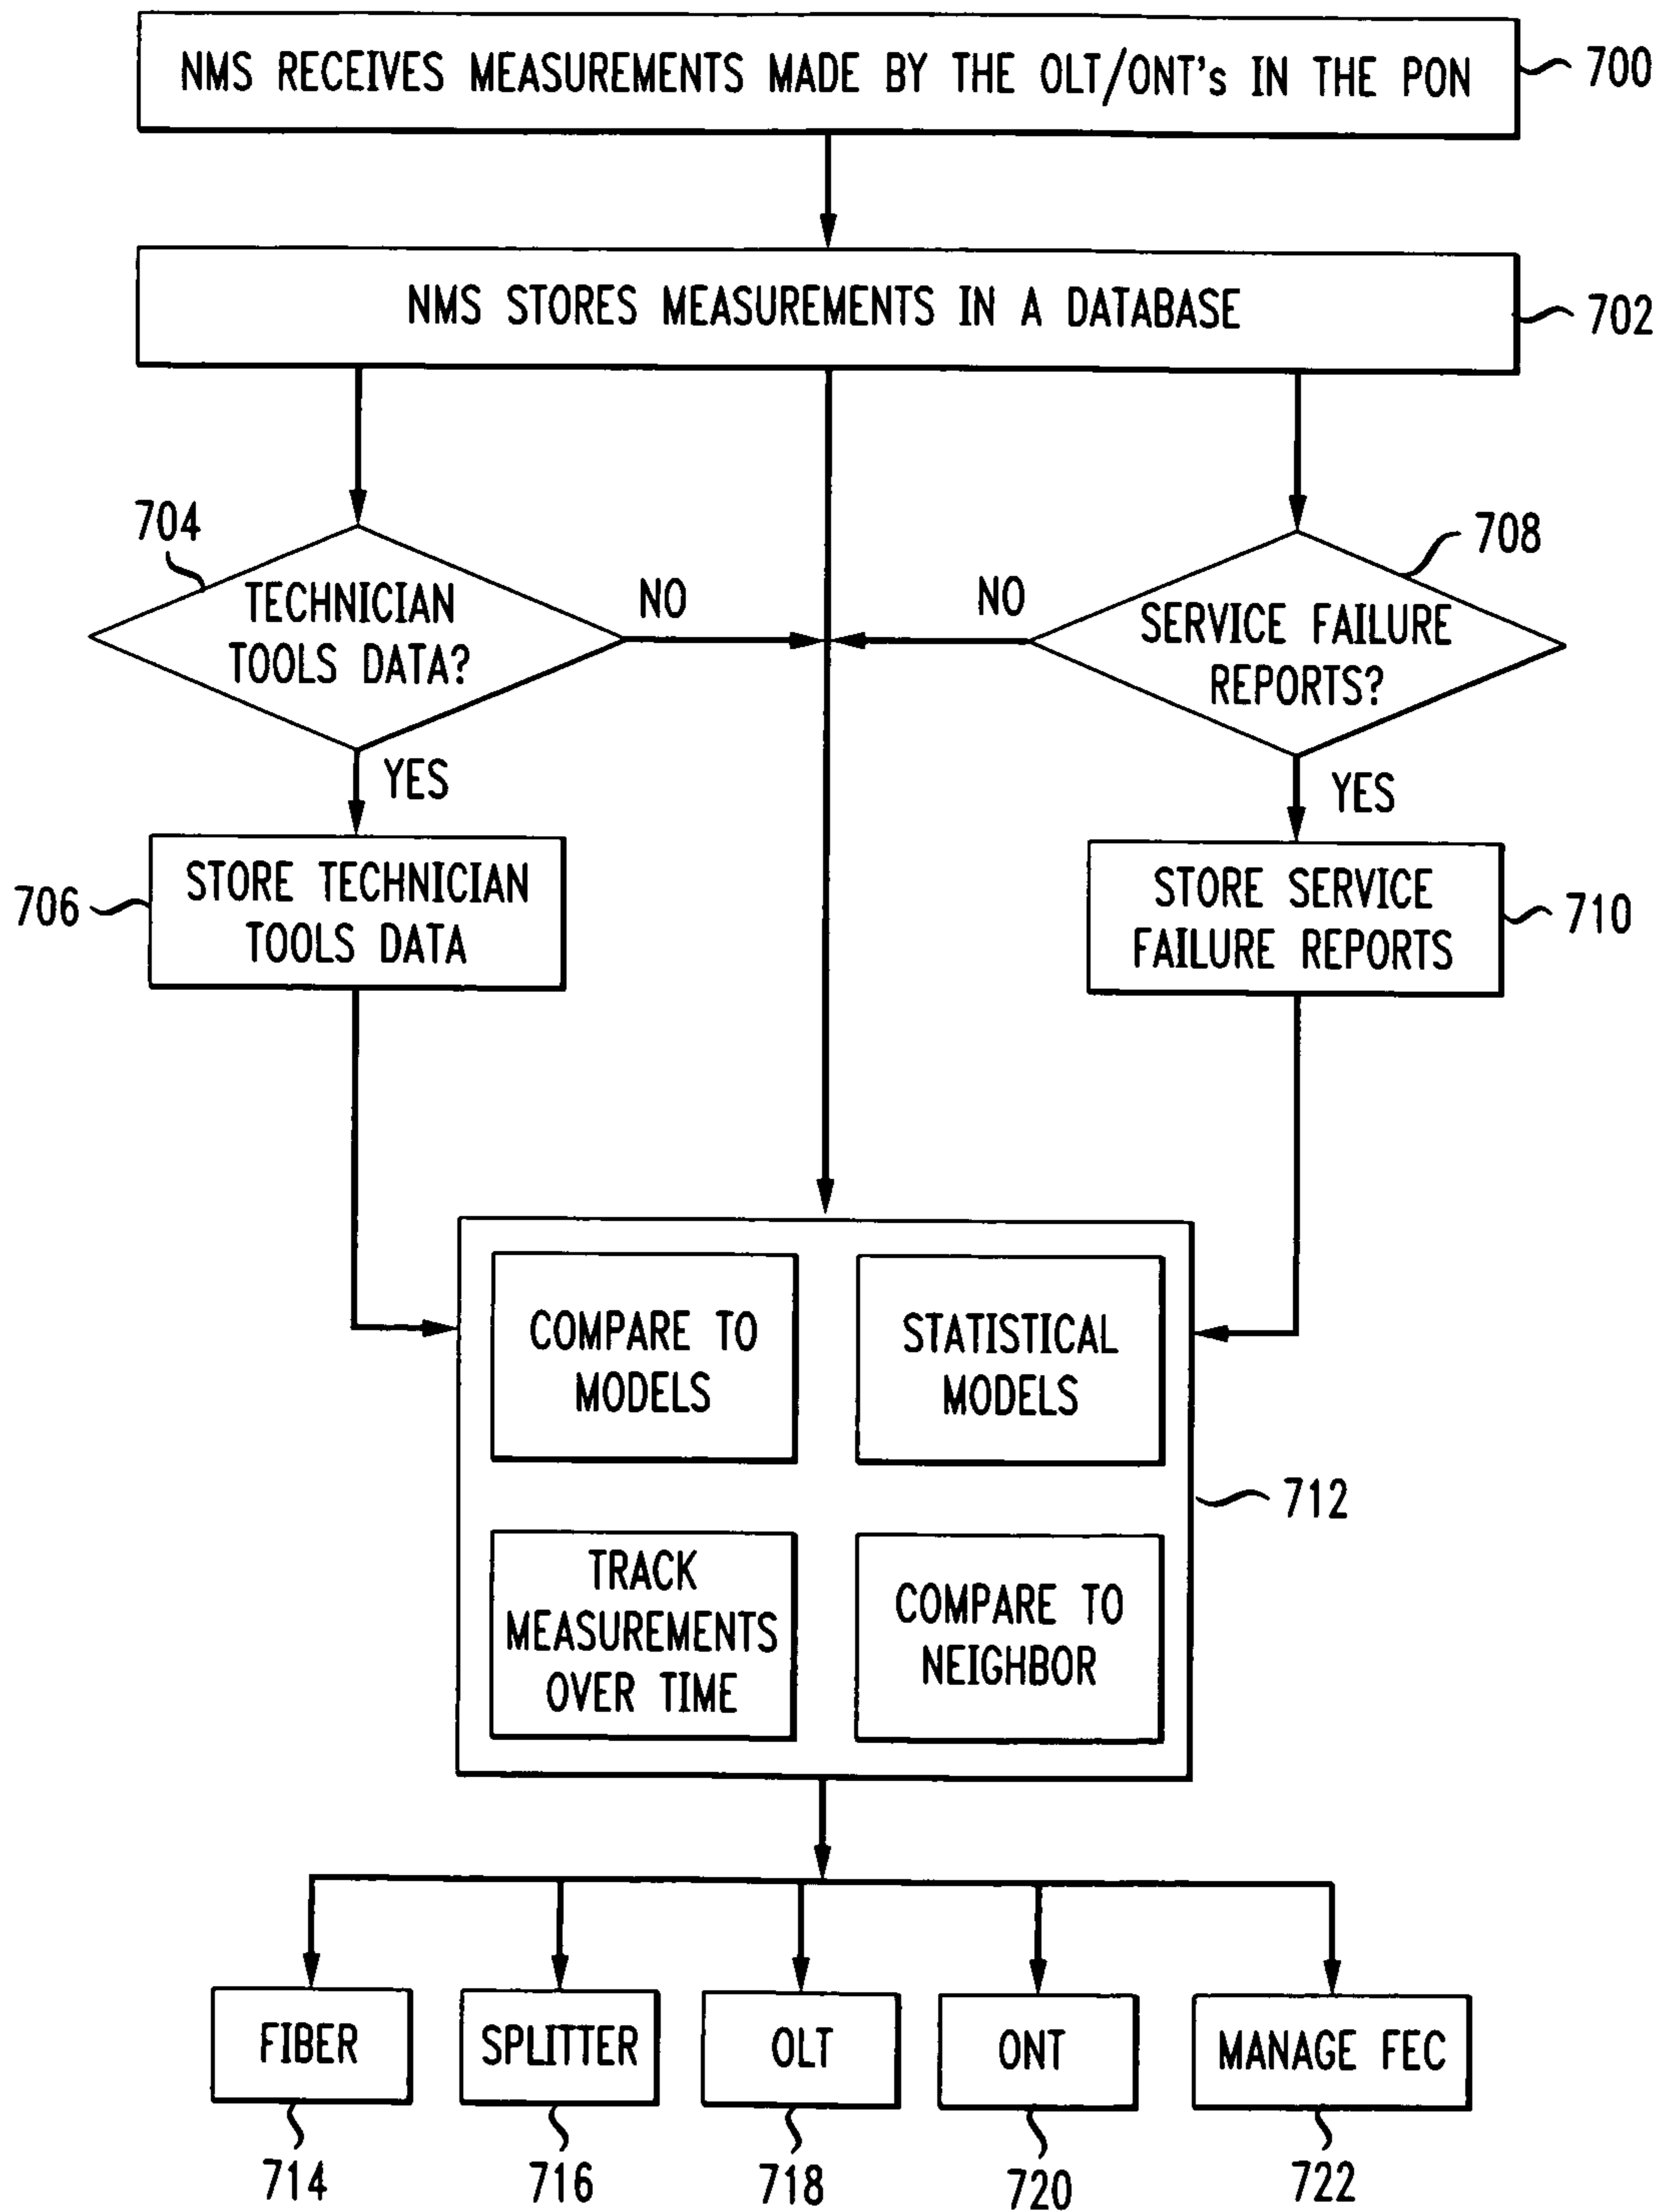 NMS RECEIVES MEASUREMENTS MADE BY THE OLT/ONT's IN THE PON
700
NMS STORES MEASUREMENTS IN A DATABASE
702
704
TECHNICIAN
TOOLS DATA?
NO
NO
708
SERVICE FAILURE
REPORTS?
YES
YES
706
STORE TECHNICIAN
TOOLS DATA
STORE SERVICE
FAILURE REPORTS
710
COMPARE TO
MODELS
STATISTICAL
MODELS
712
TRACK
MEASUREMENTS
OVER TIME
COMPARE TO
NEIGHBOR
FIBER
SPLITTER
OLT
ONT
MANAGE FEC
714
716
718
720
722